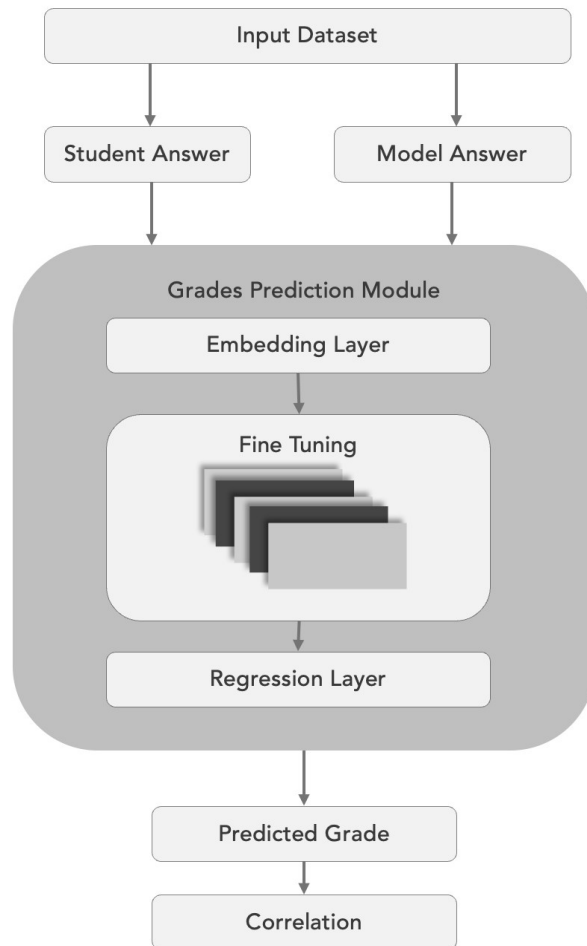 Input Dataset
Student Answer
Model Answer
Grades Prediction Module
Embedding Layer
Fine Tuning
Regression Layer
Predicted Grade
Correlation